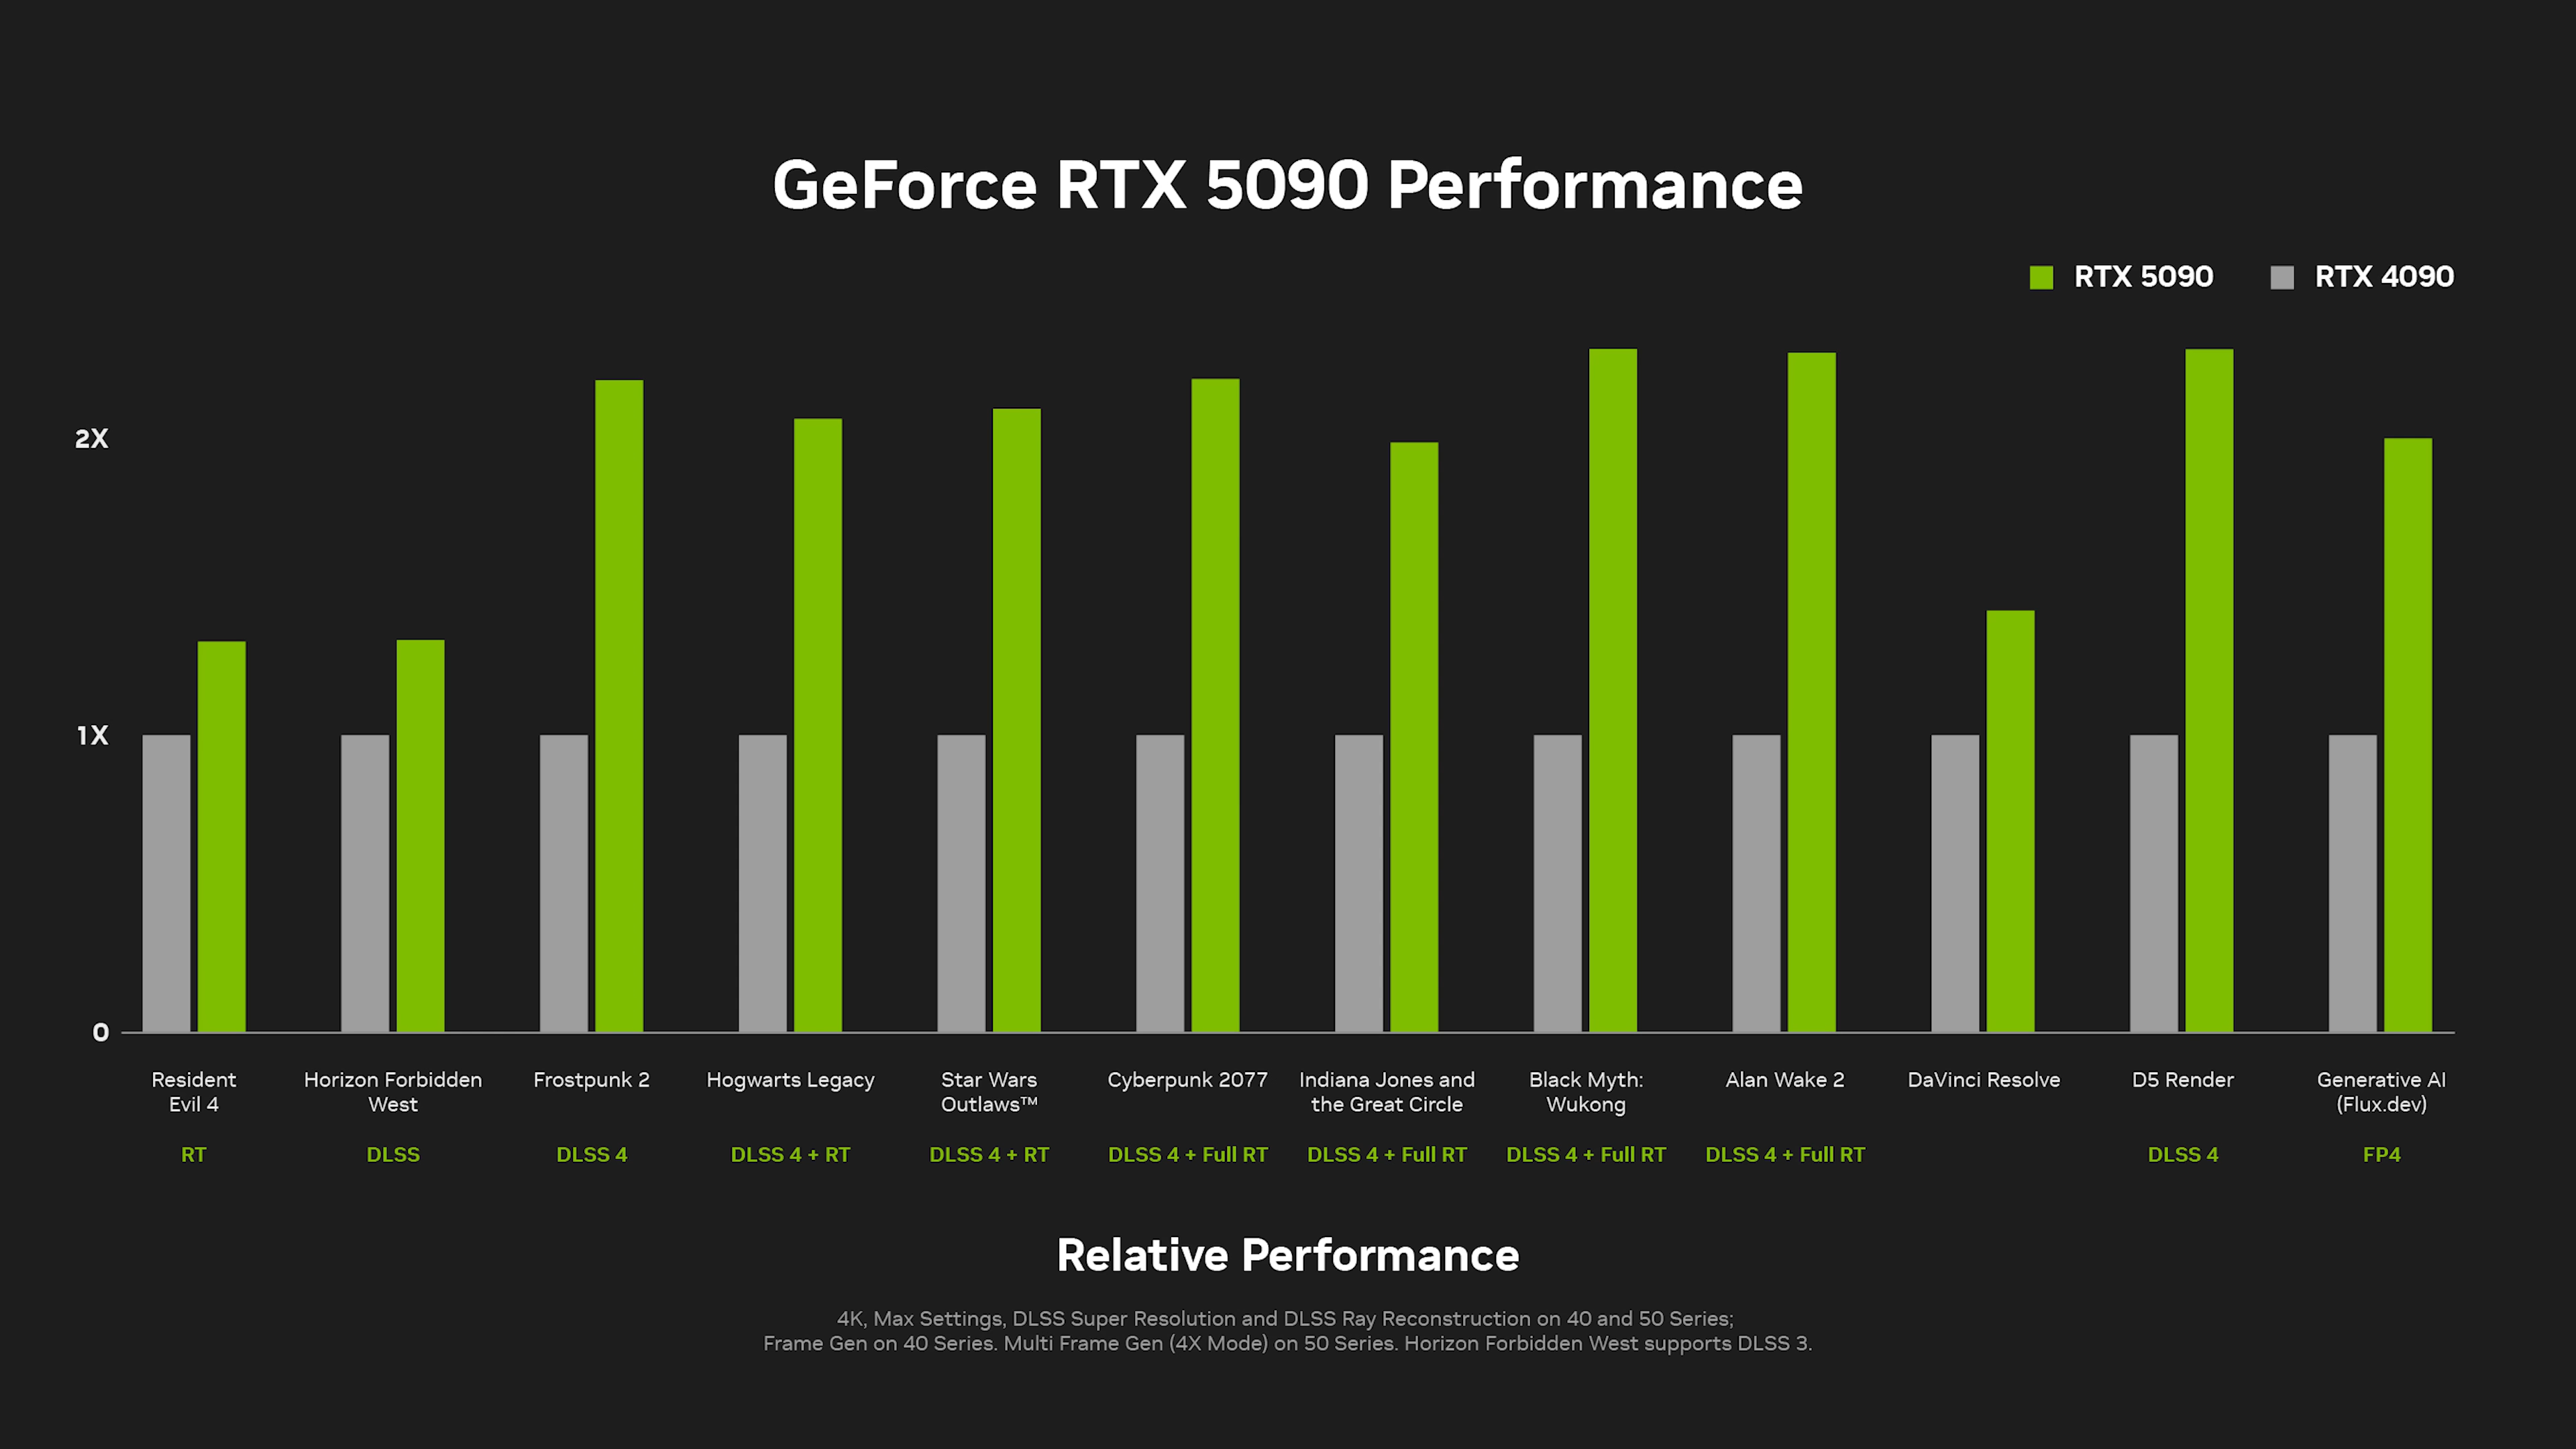 GeForce RTX 5090 Performance
RTX 5090
RTX 4090
2X
1X
0
Resident
Evil 4
RT
Horizon Forbidden
West
DLSS
Frostpunk 2
DLSS 4
Hogwarts Legacy
DLSS 4 + RT
Star Wars
Outlaws™
DLSS 4 + RT
Cyberpunk 2077
DLSS 4 + Full RT
Indiana Jones and
the Great Circle
DLSS 4 + Full RT
Black Myth:
Wukong
DLSS 4 + Full RT
Alan Wake 2
DLSS 4 + Full RT
DaVinci Resolve
D5 Render
DLSS 4
Generative AI
(Flux.dev)
FP4
Relative Performance
4K, Max Settings, DLSS Super Resolution and DLSS Ray Reconstruction on 40 and 50 Series;
Frame Gen on 40 Series. Multi Frame Gen (4X Mode) on 50 Series. Horizon Forbidden West supports DLSS 3.